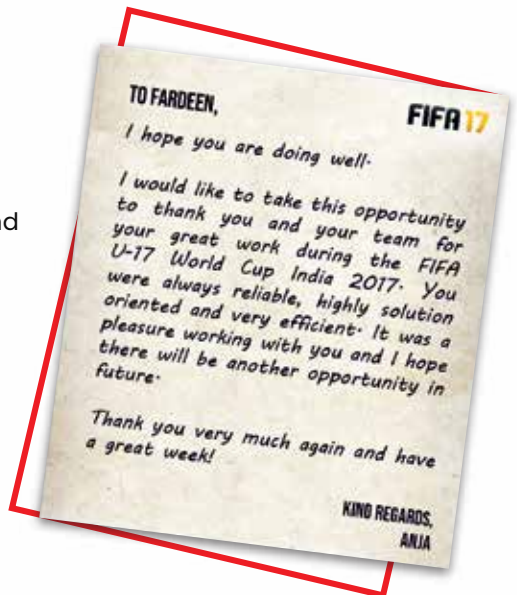 nd
TO FARDEEN,
FIFA 17
I hope you are doing well.
I would like to take this opportunity
to thank you and your team for
your great work during the FIFA
U-17 World Cup India 2017. You
were always reliable, highly solution
oriented and very efficient. It was a
pleasure working with you and I hope
there will be another opportunity in
future.
Thank you very much again and have
a great week!
KIND REGARDS,
ANJA